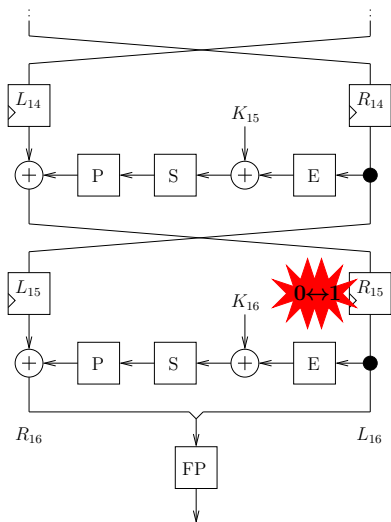 L14 R14
K15
+ P S + E
L15 0↔1 R15
K16
+ P S + E
R16 L16
FP